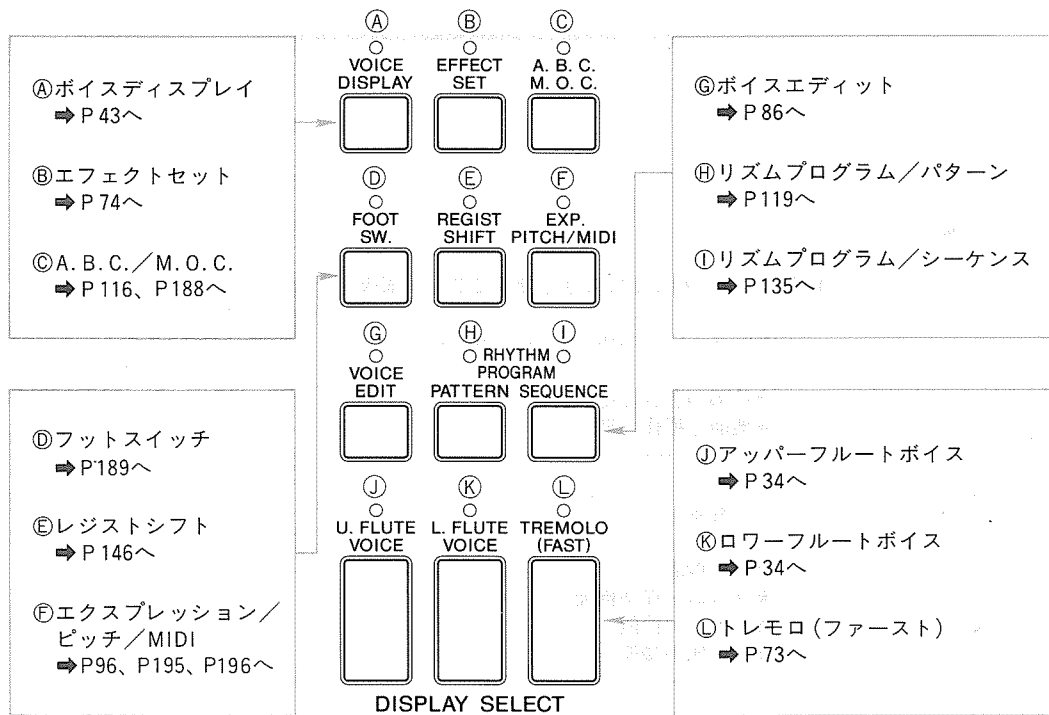 Ⓐボイスディスプレイ
➡P 43へ
Ⓑエフェクトセット
➡P 74へ
ⒸA. B. C.／M. O. C.
➡P 116、P188へ
Ⓓフットスイッチ
➡P189へ
Ⓔレジストシフト
➡P 146へ
Ⓕエクスプレッション／
ピッチ／MIDI
➡P96、P195、P196へ
Ⓐ Ⓑ Ⓒ
VOICE DISPLAY
EFFECT SET
A. B. C. M. O. C.
Ⓓ Ⓔ Ⓕ
FOOT SW.
REGIST SHIFT
EXP. PITCH/MIDI
Ⓖ Ⓗ Ⓘ
VOICE EDIT
RHYTHM PROGRAM
PATTERN SEQUENCE
Ⓙ Ⓚ Ⓛ
U. FLUTE VOICE
L. FLUTE VOICE
TREMOLO (FAST)
DISPLAY SELECT
Ⓖボイスエディット
➡P 86へ
Ⓗリズムプログラム／パターン
➡P119へ
Ⓘリズムプログラム／シーケンス
➡P135へ
Ⓙアッパーフルートボイス
➡P 34へ
Ⓚロワーフルートボイス
➡P 34へ
Ⓛトレモロ(ファースト)
➡P 73へ